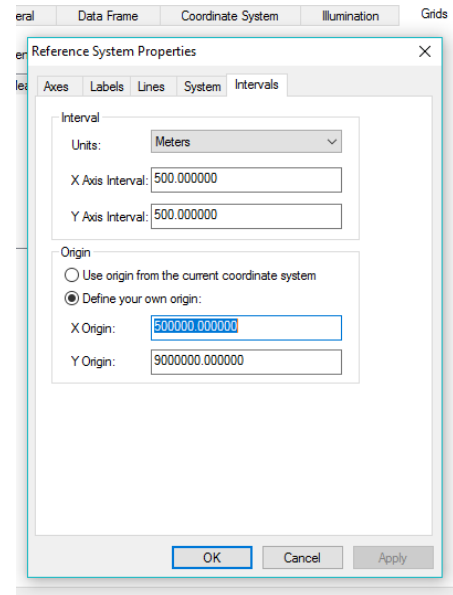 eral Data Frame Coordinate System Illumination Grids
Reference System Properties
Axes Labels Lines System Intervals
Interval
Units: Meters
X Axis Interval: 500.000000
Y Axis Interval: 500.000000
Origin
Use origin from the current coordinate system
Define your own origin:
X Origin: 500000.000000
Y Origin: 9000000.000000
OK Cancel Apply